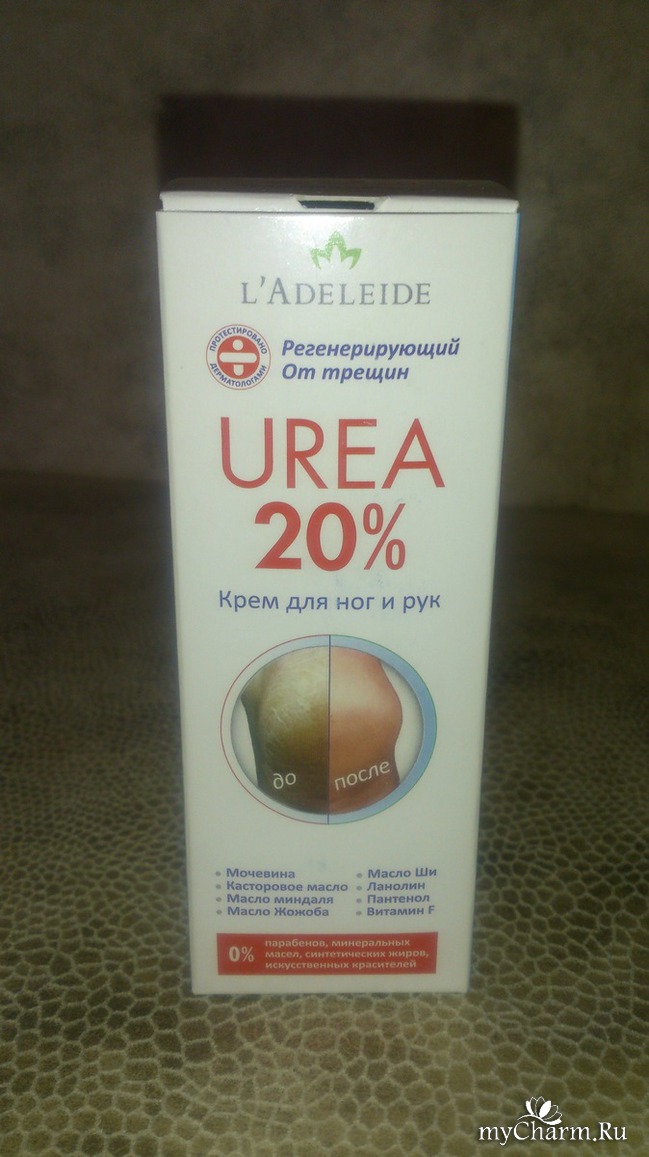 L'ADELEIDE
ПРОТЕСТИРОВАНО
ДЕРМАТОЛОГАМИ
Регенерирующий
От трещин
UREA
20%
Крем для ног и рук
до после
• Мочевина
• Касторовое масло
• Масло миндаля
• Масло Жожоба
• Масло Ши
• Ланолин
• Пантенол
• Витамин F
0% парабенов, минеральных
масел, синтетических жиров,
искусственных красителей
myCharm.Ru